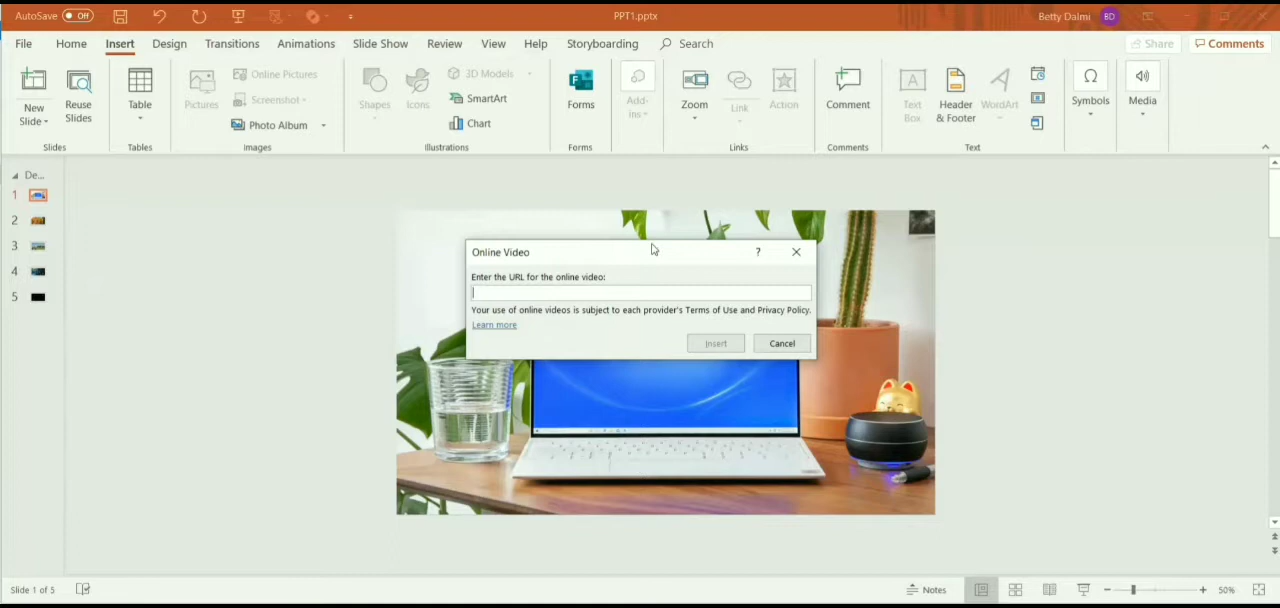 AutoSave Off PPT1.pptx Betty Dalmi BD
File Home Insert Design Transitions Animations Slide Show Review View Help Storyboarding Search Share Comments
New Slide
Reuse Slides
Slides
Table
Tables
Pictures
Online Pictures
Screenshot
Photo Album
Images
Shapes
Icons
3D Models
SmartArt
Chart
Illustrations
Forms
Forms
Add-ins
Zoom
Link
Action
Links
Comment
Comments
Text Box
Header & Footer
WordArt
Text
Symbols
Media
De...
1
2
3
4
5
Online Video ?
Enter the URL for the online video:
Your use of online videos is subject to each provider's Terms of Use and Privacy Policy.
Learn more
Insert Cancel
Slide 1 of 5 Notes 50%